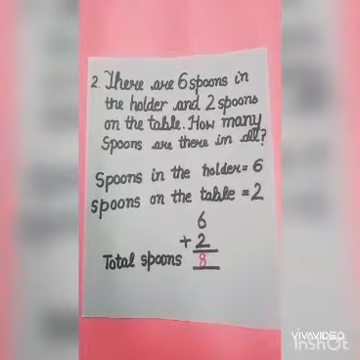 2. There are 6 spoons in
the holder and 2 spoons
on the table. How many
Spoons are there in all?
Spoons in the holder = 6
spoons on the table = 2
6
+ 2
Total spoons 8
VIVAVIDEO
InShOt